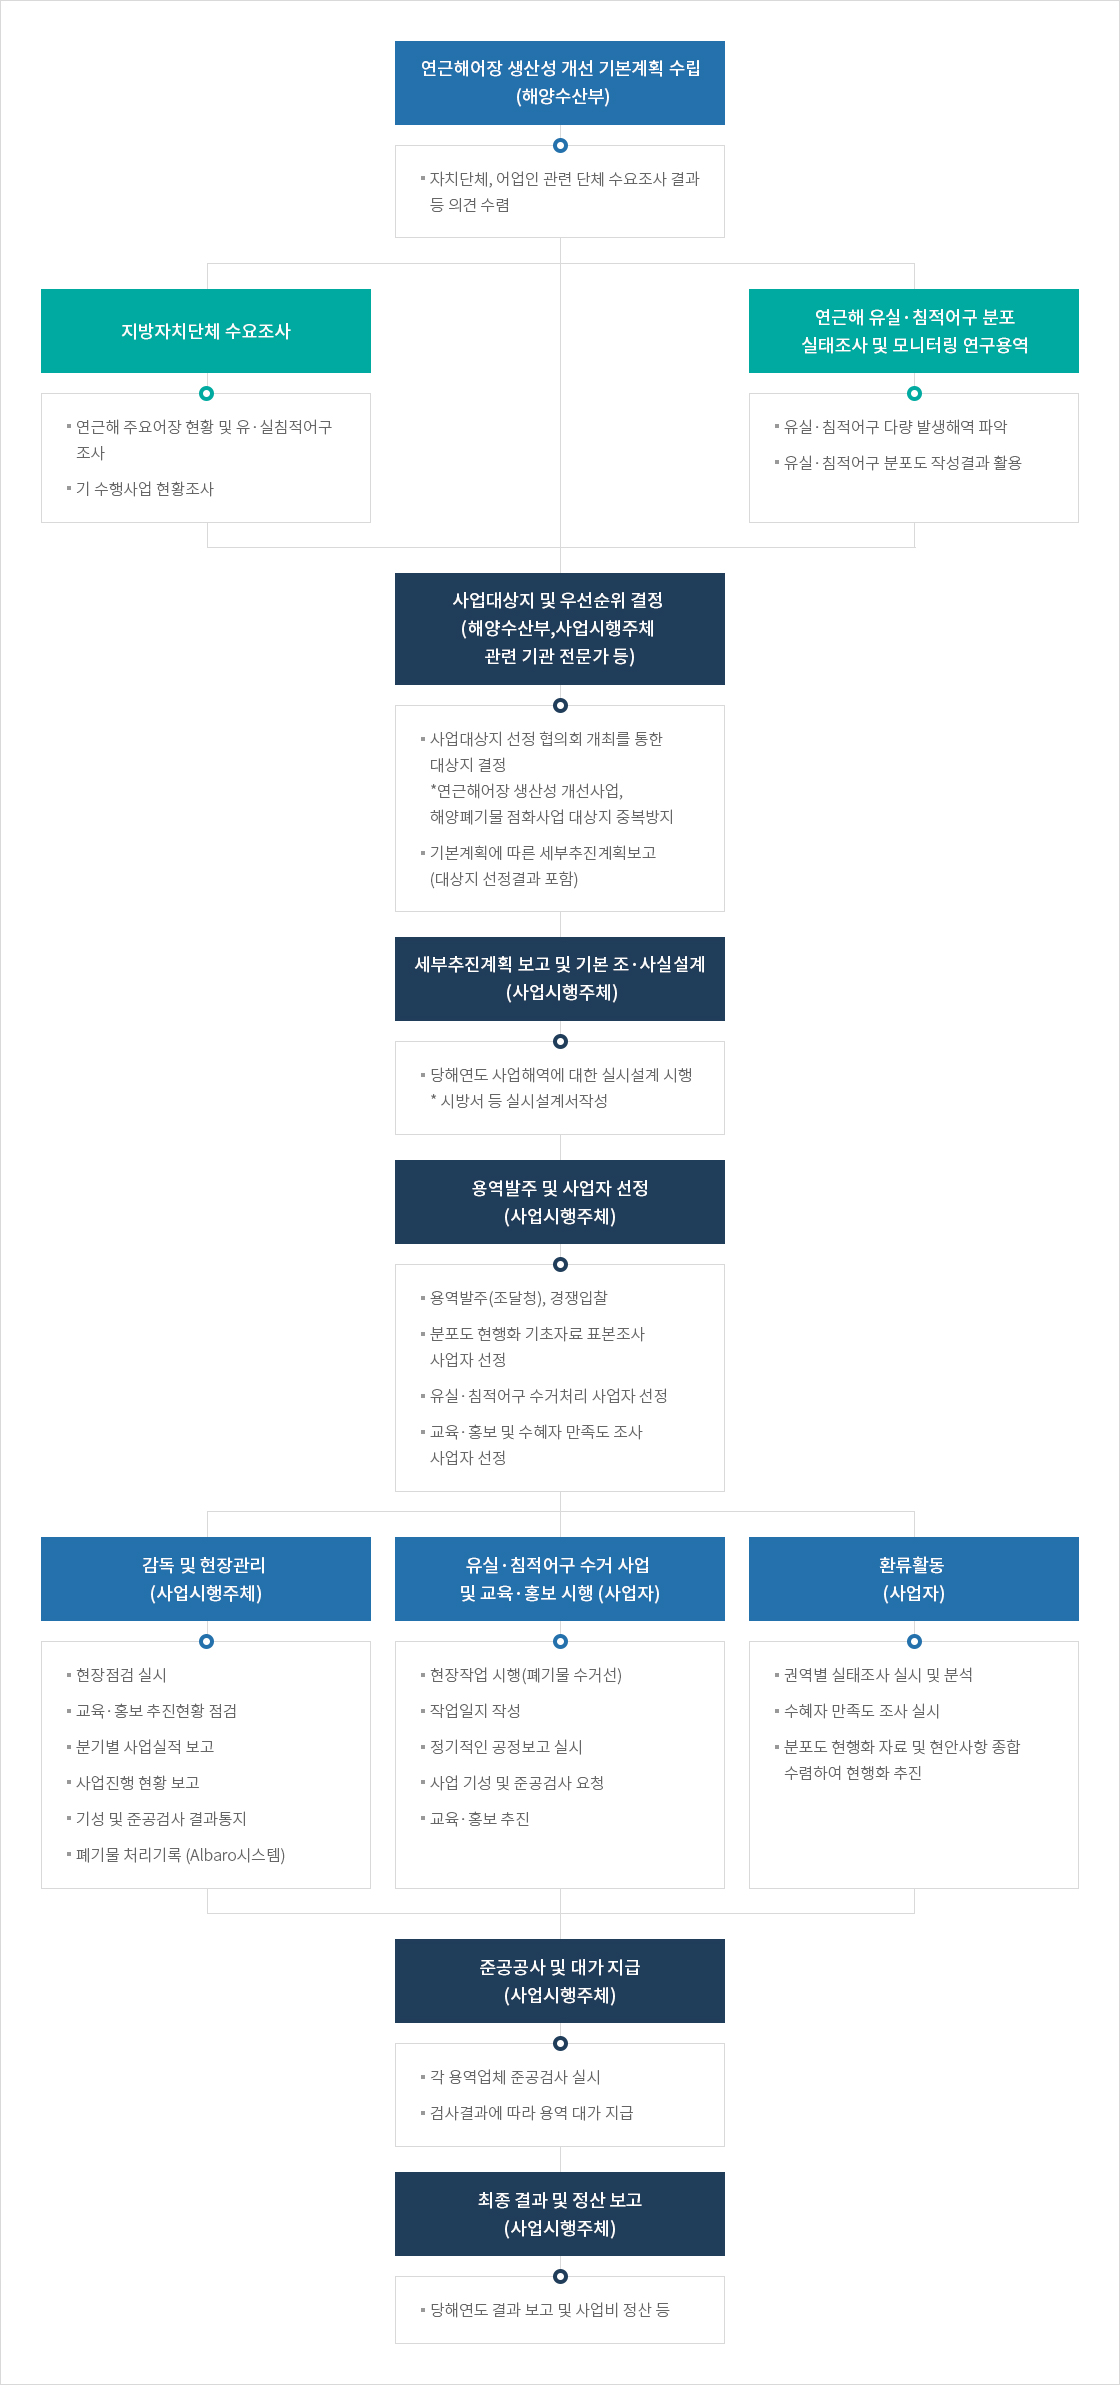 연근해어장 생산성 개선 기본계획 수립
(해양수산부)
자치단체, 어업인 관련 단체 수요조사 결과
등 의견 수렴
지방자치단체 수요조사
연근해 주요어장 현황 및 유·실침적어구
조사
기 수행사업 현황조사
연근해 유실·침적어구 분포
실태조사 및 모니터링 연구용역
유실·침적어구 다량 발생해역 파악
유실·침적어구 분포도 작성결과 활용
사업대상지 및 우선순위 결정
(해양수산부,사업시행주체
관련 기관 전문가 등)
사업대상지 선정 협의회 개최를 통한
대상지 결정
*연근해어장 생산성 개선사업,
해양폐기물 점화사업 대상지 중복방지
기본계획에 따른 세부추진계획보고
(대상지 선정결과 포함)
세부추진계획 보고 및 기본 조·사실설계
(사업시행주체)
당해연도 사업해역에 대한 실시설계 시행
* 시방서 등 실시설계서작성
용역발주 및 사업자 선정
(사업시행주체)
용역발주(조달청), 경쟁입찰
분포도 현행화 기초자료 표본조사
사업자 선정
유실·침적어구 수거처리 사업자 선정
교육·홍보 및 수혜자 만족도 조사
사업자 선정
감독 및 현장관리
(사업시행주체)
현장점검 실시
교육·홍보 추진현황 점검
분기별 사업실적 보고
사업진행 현황 보고
기성 및 준공검사 결과통지
폐기물 처리기록 (Albaro시스템)
유실·침적어구 수거 사업
및 교육·홍보 시행 (사업자)
현장작업 시행(폐기물 수거선)
작업일지 작성
정기적인 공정보고 실시
사업 기성 및 준공검사 요청
교육·홍보 추진
환류활동
(사업자)
권역별 실태조사 실시 및 분석
수혜자 만족도 조사 실시
분포도 현행화 자료 및 현안사항 종합
수렴하여 현행화 추진
준공공사 및 대가 지급
(사업시행주체)
각 용역업체 준공검사 실시
검사결과에 따라 용역 대가 지급
최종 결과 및 정산 보고
(사업시행주체)
당해연도 결과 보고 및 사업비 정산 등